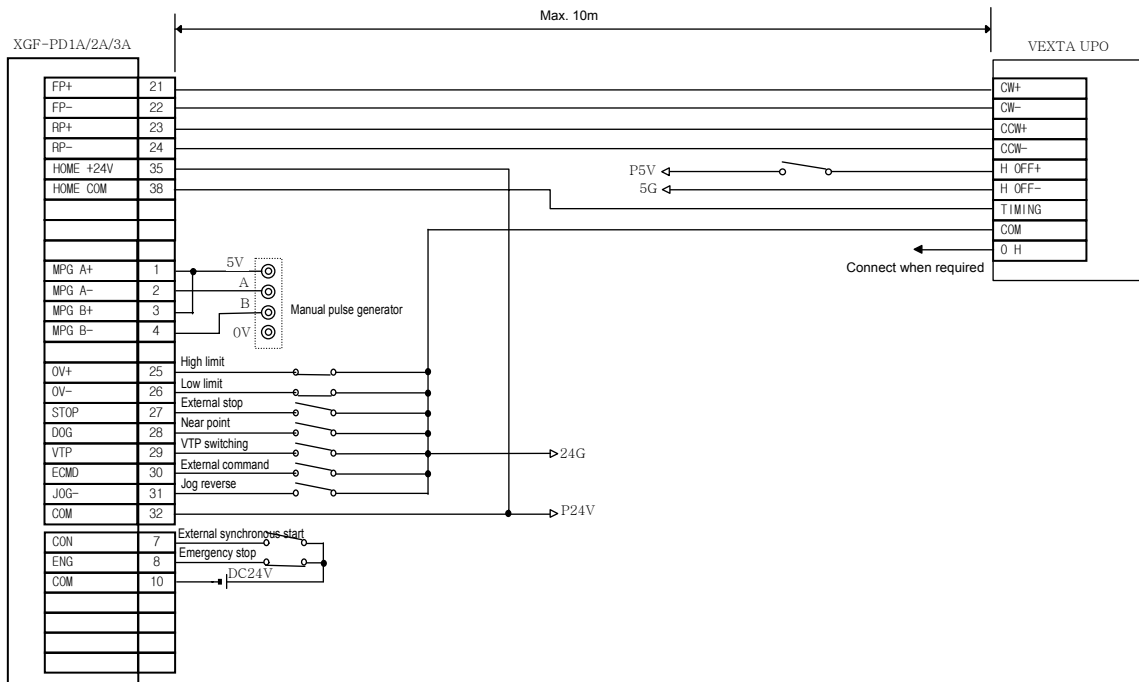 Max. 10m
XGF-PD1A/2A/3A
VEXTA UPO
FP+ 21
FP- 22
RP+ 23
RP- 24
HOME +24V 35
HOME COM 38
MPG A+ 1
MPG A- 2
MPG B+ 3
MPG B- 4
OV+ 25
OV- 26
STOP 27
DOG 28
VTP 29
ECMD 30
JOG- 31
COM 32
CON 7
ENG 8
COM 10
5V
A
B
0V
Manual pulse generator
High limit
Low limit
External stop
Near point
VTP switching
External command
Jog reverse
External synchronous start
Emergency stop
DC24V
P5V
5G
24G
P24V
Connect when required
CW+
CW-
CCW+
CCW-
H OFF+
H OFF-
TIMING
COM
O H